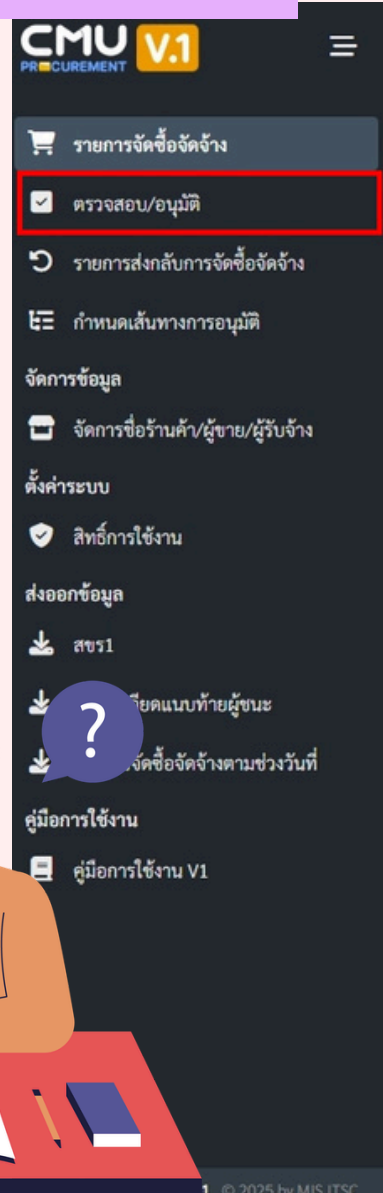 CMU V.1
PROCUREMENT
รายการจัดซื้อจัดจ้าง
ตรวจสอบ/อนุมัติ
รายการส่งกลับการจัดซื้อจัดจ้าง
กำหนดเส้นทางการอนุมัติ
จัดการข้อมูล
จัดการชื่อร้านค้า/ผู้ขาย/ผู้รับจ้าง
ตั้งค่าระบบ
สิทธิ์การใช้งาน
ส่งออกข้อมูล
สขร1
?
ียดแนบท้ายผู้ชนะ
จัดซื้อจัดจ้างตามช่วงวันที่
คู่มือการใช้งาน
คู่มือการใช้งาน V1
1 © 2025 by MIS ITSC